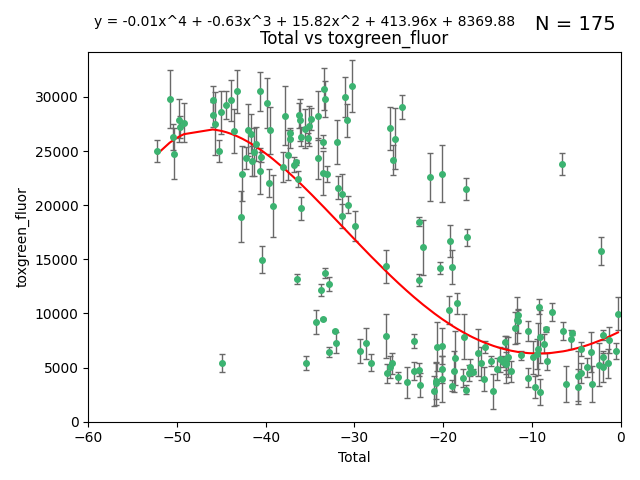 y = -0.01x^4 + -0.63x^3 + 15.82x^2 + 413.96x + 8369.88 N = 175
Total vs toxgreen_fluor
30000
25000
20000
15000
10000
5000
0
toxgreen_fluor
−60 −50 −40 −30 −20 −10 0
Total